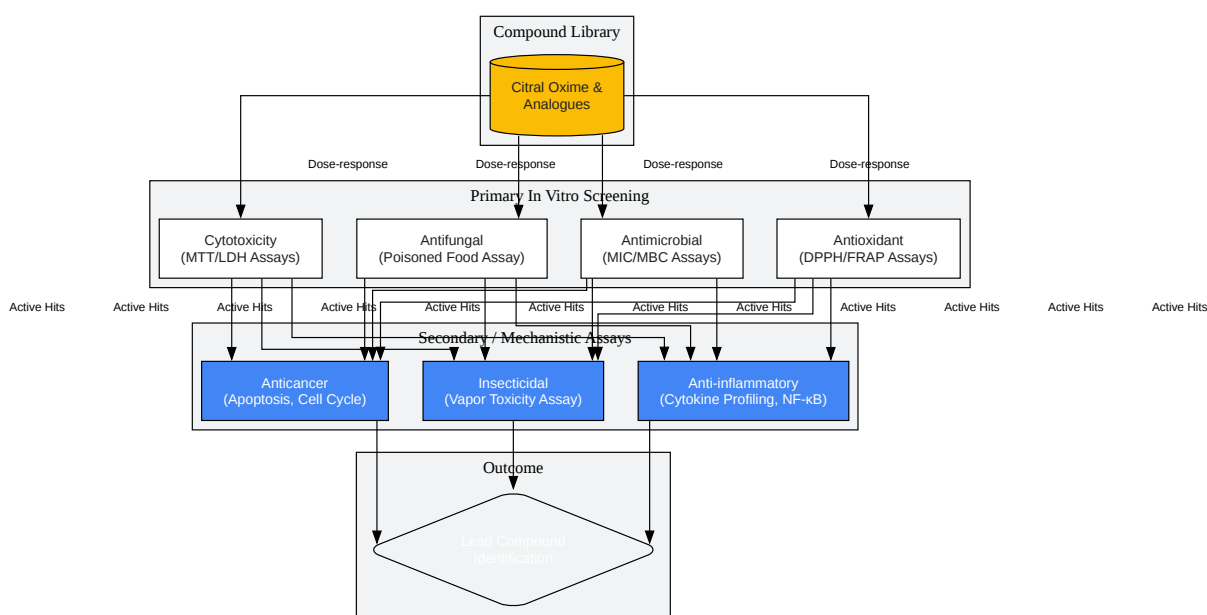 Compound Library
Citral Oxime &
Analogues
Dose-response
Dose-response
Dose-response
Dose-response
Primary In Vitro Screening
Cytotoxicity
(MTT/LDH Assays)
Antifungal
(Poisoned Food Assay)
Antimicrobial
(MIC/MBC Assays)
Antioxidant
(DPPH/FRAP Assays)
Active Hits
Active Hits
Active Hits
Active Hits
Active Hits
Active Hits
Active Hits
Active Hits
Active Hits
Active Hits
Active Hits
Active Hits
Secondary / Mechanistic Assays
Anticancer
(Apoptosis, Cell Cycle)
Insecticidal
(Vapor Toxicity Assay)
Anti-inflammatory
(Cytokine Profiling, NF-κB)
Outcome
Lead Compound
Identification